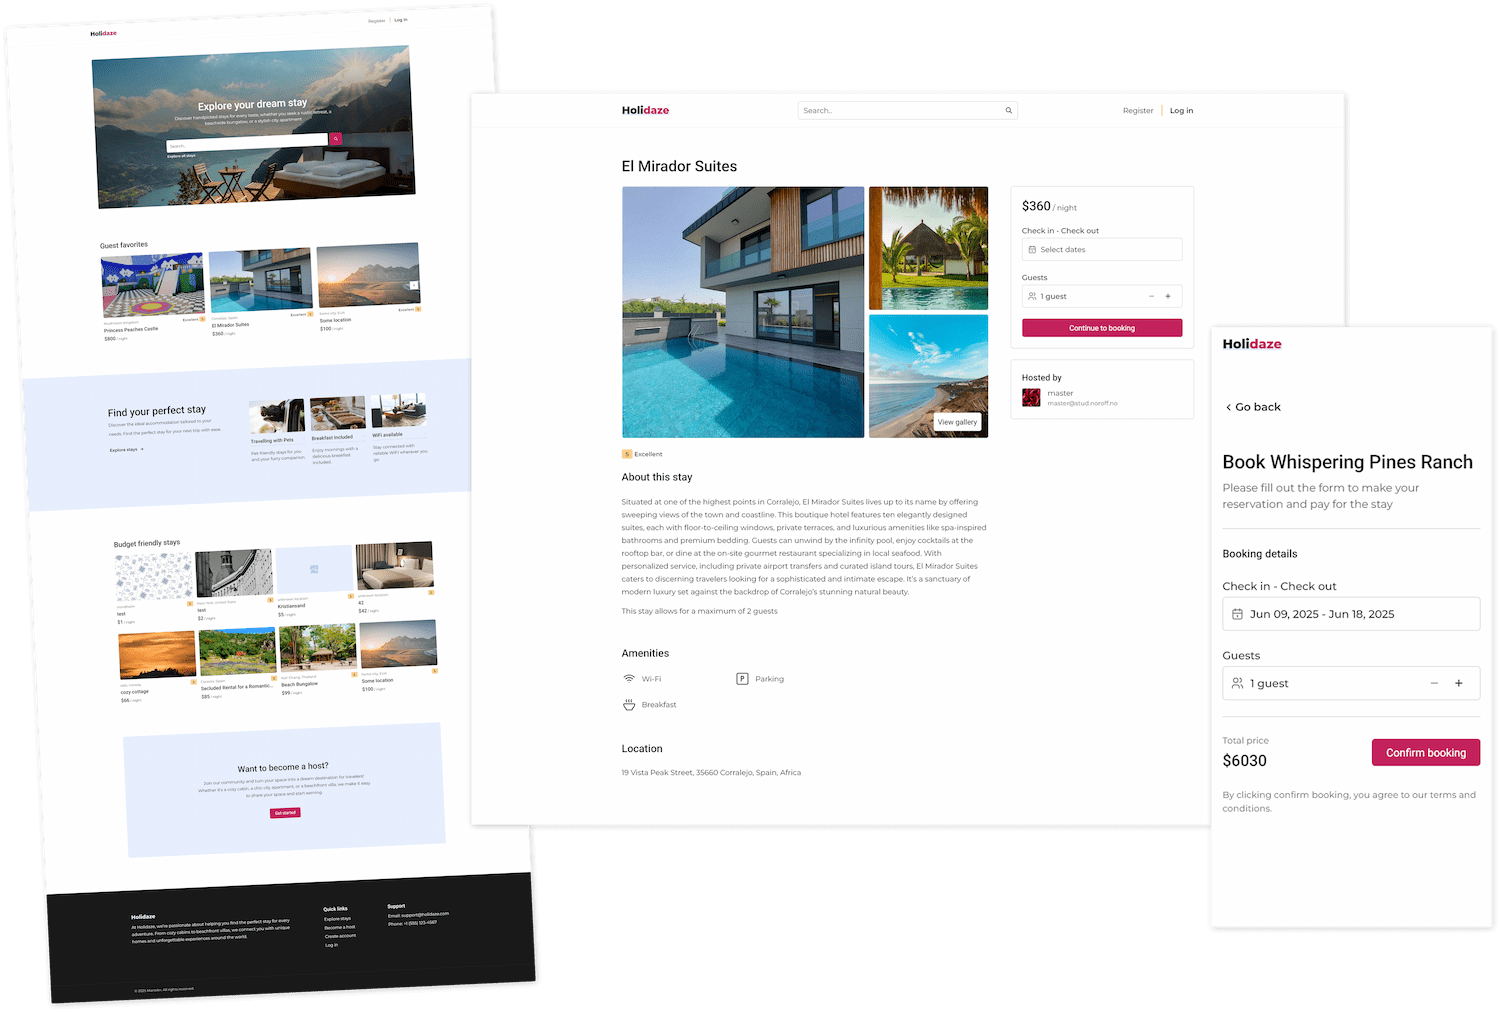 Register | Log in
Holidaze
Explore your dream stay
Discover handpicked stays for every taste, whether you seek a rustic retreat, a
beachside bungalow, or a stylish city apartment.
Search..
Explore all stays
Guest favorites
Excellent 5
Princess Peaches Castle
$800 / night
Corralejo, Spain
Excellent 5
El Mirador Suites
$360 / night
Some city, EUR
Excellent 5
Some location
$100 / night
Find your perfect stay
Discover the ideal accommodation tailored to your
needs. Find the perfect stay for your next trip with ease.
Explore stays
Travelling with Pets
Pet-friendly stays for you
and your furry companion.
Breakfast included
Enjoy mornings with a
delicious breakfast
included.
WiFi available
Stay connected with
reliable WiFi wherever you
go.
Budget friendly stays
test
$1 / night
New York, United States
test
$2 / night
unknown location
Kristiansand
$5 / night
unknown location
42
$42 / night
cozy cottage
$66 / night
Corunna, Spain
Secluded Rental for a Romantic...
$85 / night
Koh Chang, Thailand
Beach Bungalow
$99 / night
Some city, EUR
Some location
$100 / night
Want to become a host?
Join our community and turn your space into a dream destination for travelers!
Whether it's a cozy cabin, a chic city apartment, or a beachfront villa, we make it easy
to share your space and start earning.
Get started
Holidaze
At Holidaze, we're passionate about helping you find the perfect stay for every
adventure. From cozy cabins to beachfront villas, we connect you with unique
homes and unforgettable experiences around the world.
Quick links
Explore stays
Become a host
Create account
Log in
Support
Email: support@holidaze.com
Phone: +1 (555) 123-4567
All rights reserved.
Holidaze
Search..
Register | Log in
El Mirador Suites
View gallery
5 Excellent
About this stay
Situated at one of the highest points in Corralejo, El Mirador Suites lives up to its name by offering
sweeping views of the town and coastline. This boutique hotel features ten elegantly designed
suites, each with floor-to-ceiling windows, private terraces, and luxurious amenities like spa-inspired
bathrooms and premium bedding. Guests can unwind by the infinity pool, enjoy cocktails at the
rooftop bar, or dine at the on-site gourmet restaurant specializing in local seafood. With
personalized service, including private airport transfers and curated island tours, El Mirador Suites
caters to discerning travelers looking for a sophisticated and intimate escape. It's a sanctuary of
modern luxury set against the backdrop of Corralejo's stunning natural beauty.
This stay allows for a maximum of 2 guests
Amenities
Wi-Fi
P Parking
Breakfast
Location
19 Vista Peak Street, 35660 Corralejo, Spain, Africa
$360 / night
Check in - Check out
Select dates
Guests
1 guest
− +
Continue to booking
Hosted by
master
master@stud.noroff.no
Holidaze
Go back
Book Whispering Pines Ranch
Please fill out the form to make your
reservation and pay for the stay
Booking details
Check in - Check out
Jun 09, 2025 - Jun 18, 2025
Guests
1 guest
− +
Total price
$6030
Confirm booking
By clicking confirm booking, you agree to our terms and
conditions.